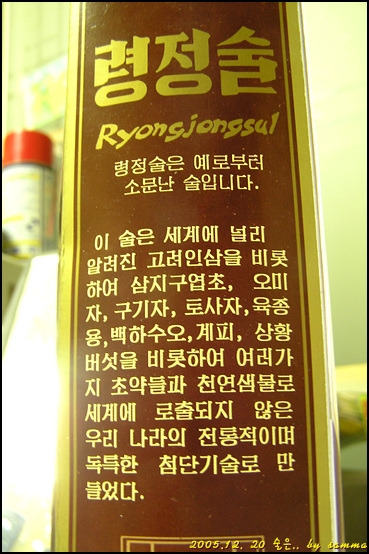 령정술
Ryongjongsul
령정술은 예로부터
소문난 술입니다.
이 술은 세계에 널리
알려진 고려인삼을 비롯
하여 삼지구엽초, 오미
자, 구기자, 토사자, 육종
용, 백하수오, 계피, 상황
버섯을 비롯하여 여러가
지 초약들과 천연샘물로
세계에 로출되지 않은
우리 나라의 전통적이며
독특한 첨단기술로 만
들었다.
2005.12. 20 술은.. by samma